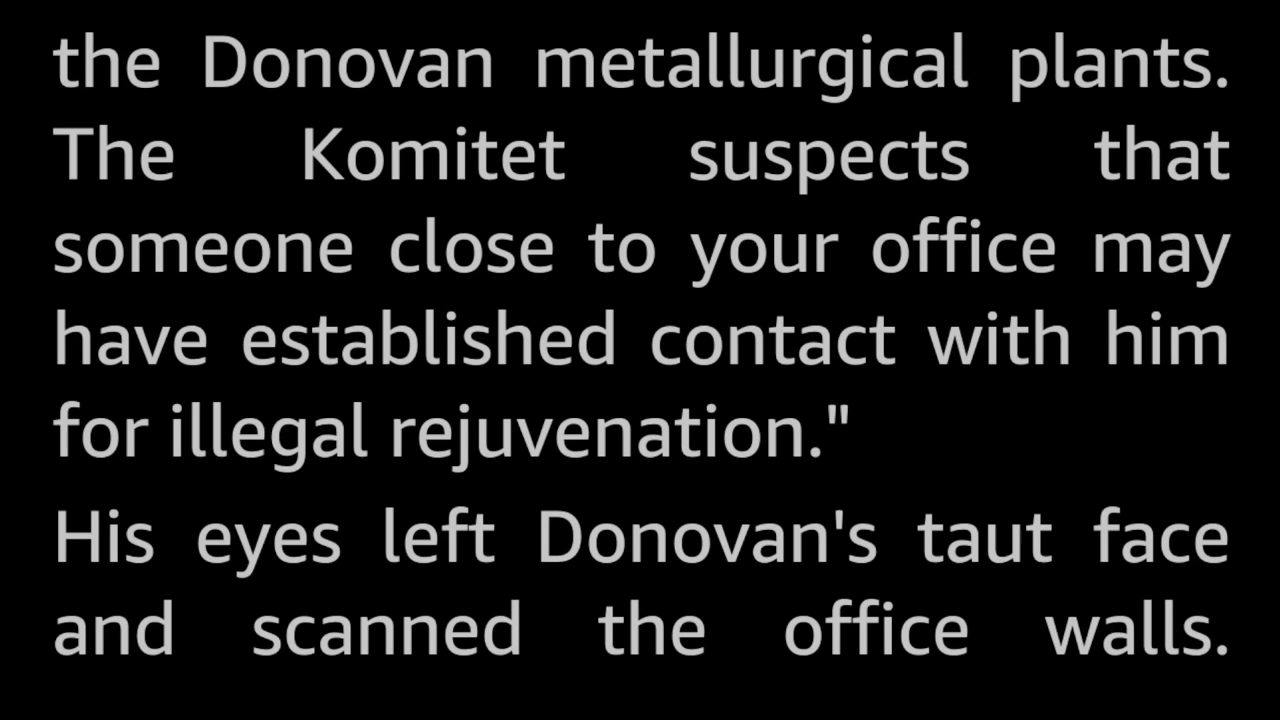 the Donovan metallurgical plants.
The Komitet suspects that
someone close to your office may
have established contact with him
for illegal rejuvenation."
His eyes left Donovan's taut face
and scanned the office walls.